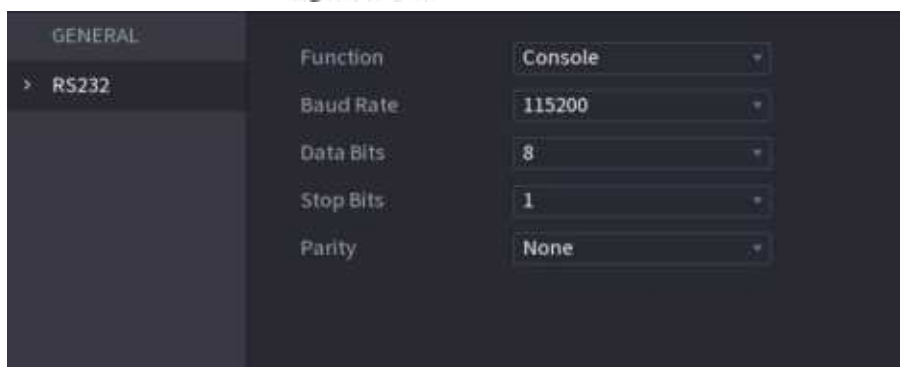 GENERAL
> RS232
Function Console
Baud Rate 115200
Data Bits 8
Stop Bits 1
Parity None